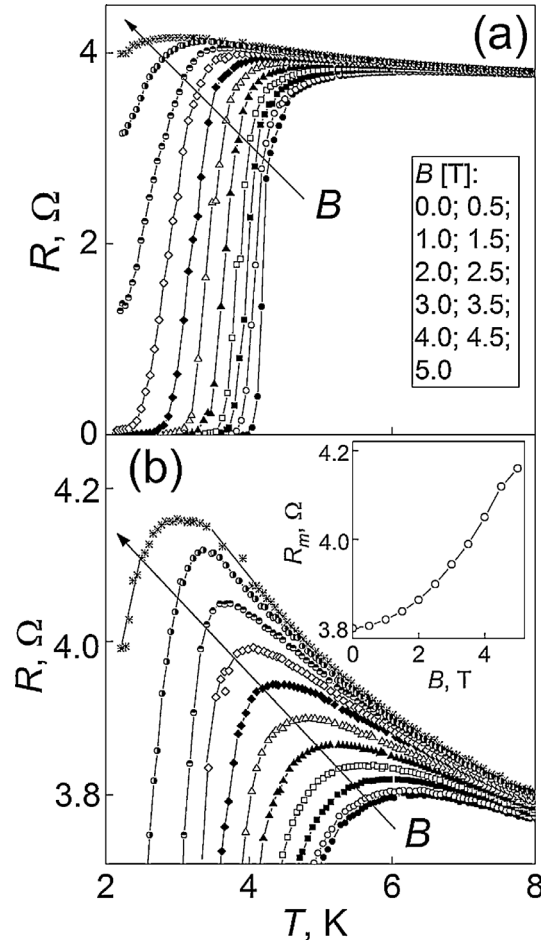 (a)
4
2
0
R, Ω
B
B [T]:
0.0; 0.5;
1.0; 1.5;
2.0; 2.5;
3.0; 3.5;
4.0; 4.5;
5.0
(b)
4.2
4.0
3.8
R, Ω
B
4.2
4.0
3.8
Rₘ, Ω
0 2 4
B, T
2 4 6 8
T, K